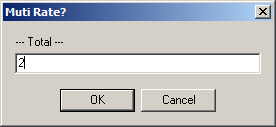 Muti Rate?
--- Total ---
2
OK
Cancel